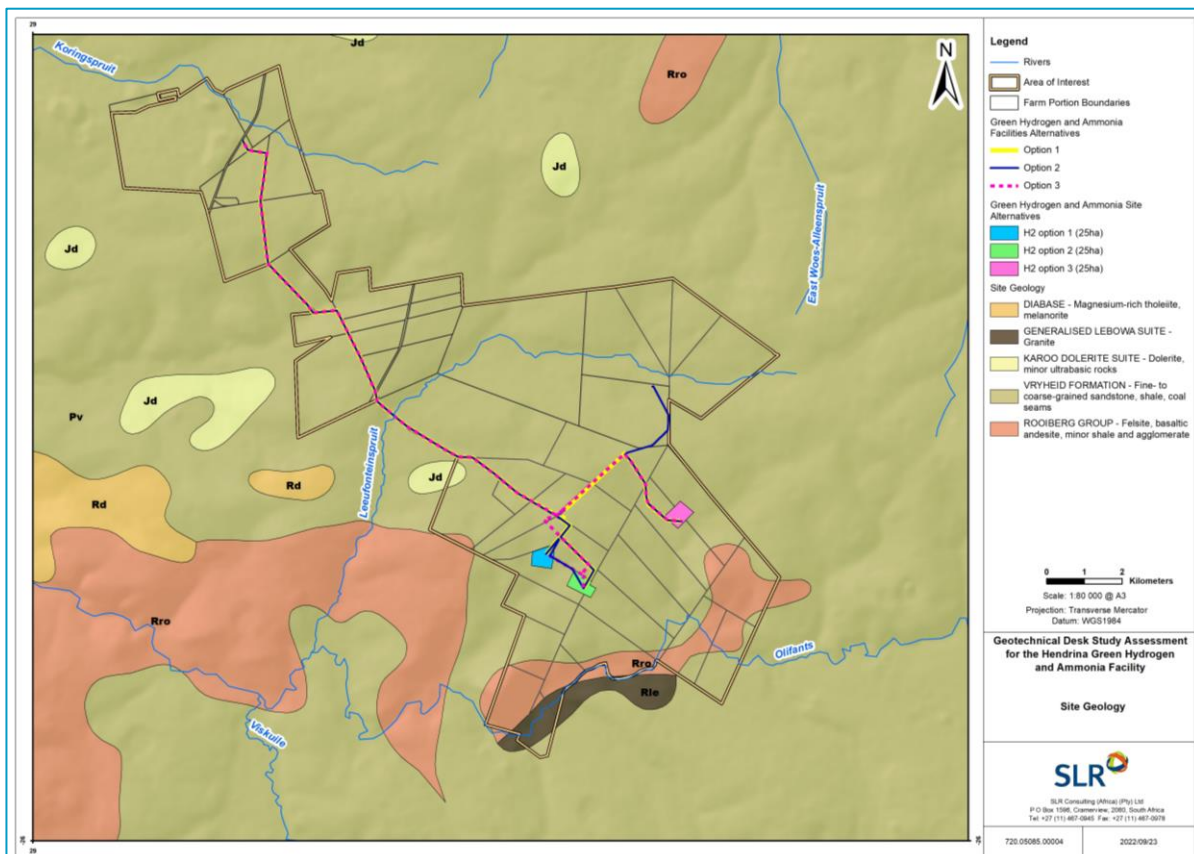 29
Koringspruit
Jd
Rro
N
Jd
Jd
East Woes-Alleenspruit
Jd
Pv
Jd
Leeufonteinspruit
Rd
Rd
Rro
Rro
Rle
Olifants
Viskuile
29
-26
-26
Legend
Rivers
Area of Interest
Farm Portion Boundaries
Green Hydrogen and Ammonia
Facilities Alternatives
Option 1
Option 2
Option 3
Green Hydrogen and Ammonia Site
Alternatives
H2 option 1 (25ha)
H2 option 2 (25ha)
H2 option 3 (25ha)
Site Geology
DIABASE - Magnesium-rich tholeiite,
melanorite
GENERALISED LEBOWA SUITE -
Granite
KAROO DOLERITE SUITE - Dolerite,
minor ultrabasic rocks
VRYHEID FORMATION - Fine- to
coarse-grained sandstone, shale, coal
seams
ROOIBERG GROUP - Felsite, basaltic
andesite, minor shale and agglomerate
0 1 2
Kilometers
Scale: 1:80 000 @ A3
Projection: Transverse Mercator
Datum: WGS1984
Geotechnical Desk Study Assessment
for the Hendrina Green Hydrogen
and Ammonia Facility
Site Geology
SLR
SLR Consulting (Africa) (Pty) Ltd
P O Box 1596, Cramerview, 2060, South Africa
Tel: +27 (11) 467-0945 Fax: +27 (11) 467-0978
720.05085.00004
2022/09/23